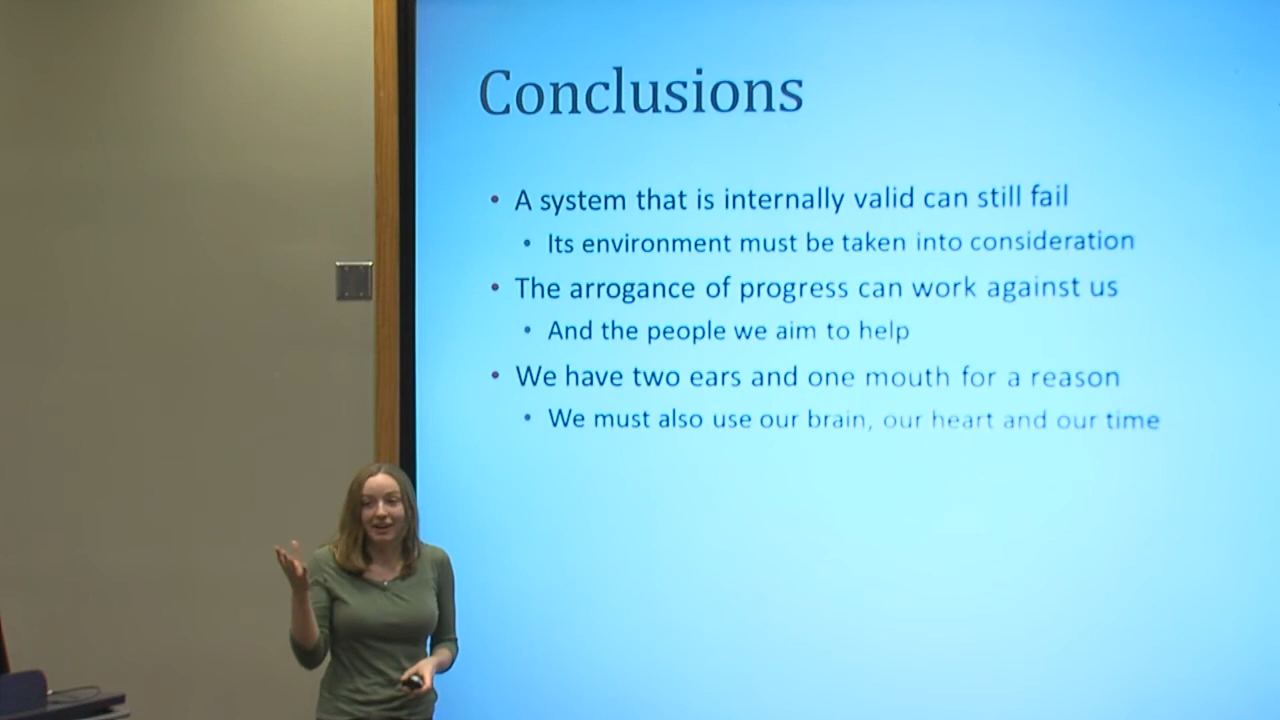 Conclusions
• A system that is internally valid can still fail
• Its environment must be taken into consideration
• The arrogance of progress can work against us
• And the people we aim to help
• We have two ears and one mouth for a reason
• We must also use our brain, our heart and our time